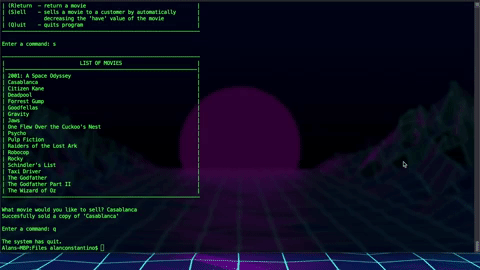 | (R)eturn - return a movie
| (S)ell - sells a movie to a customer by automatically
decreasing the 'have' value of the movie
| (Q)uit - quits program
Enter a command: s
LIST OF MOVIES
| 2001: A Space Odyssey
| Casablanca
| Citizen Kane
| Deadpool
| Forrest Gump
| Goodfellas
| Gravity
| Jaws
| One Flew Over the Cuckoo's Nest
| Psycho
| Pulp Fiction
| Raiders of the Lost Ark
| Robocop
| Rocky
| Schindler's List
| Taxi Driver
| The Godfather
| The Godfather Part II
| The Wizard of Oz
What movie would you like to sell? Casablanca
Succesfully sold a copy of 'Casablanca'
Enter a command: q
The system has quit.
Alans-MBP:Files alanconstantino$